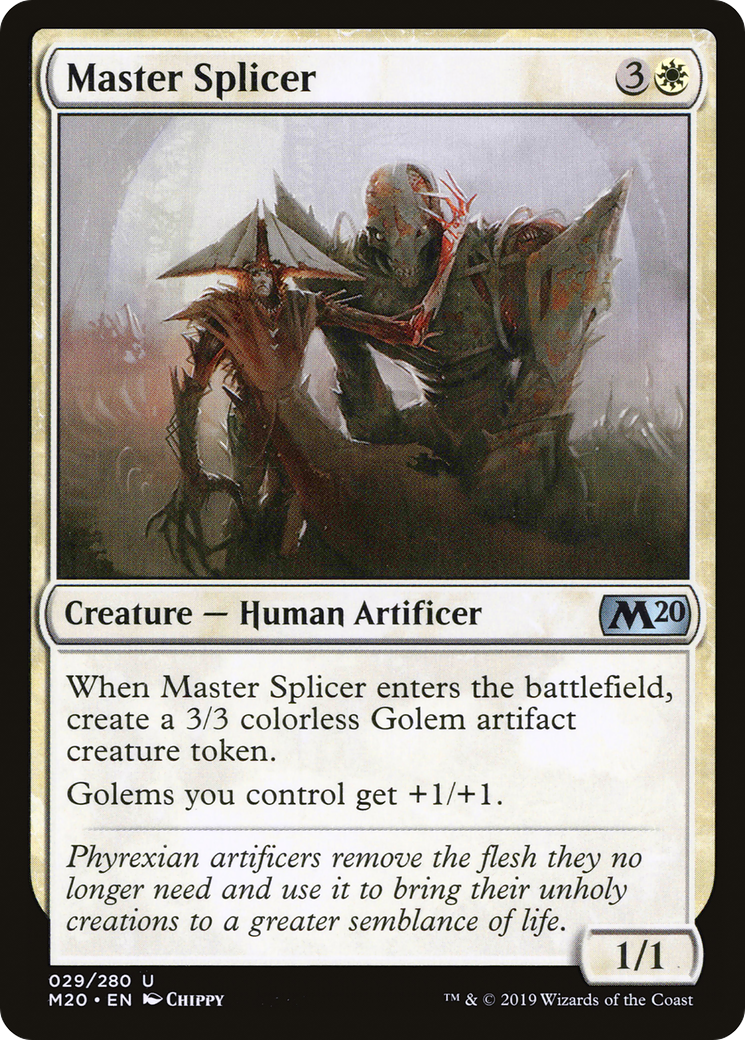 Master Splicer 3
Creature — Human Artificer M20
When Master Splicer enters the battlefield,
create a 3/3 colorless Golem artifact
creature token.
Golems you control get +1/+1.
Phyrexian artificers remove the flesh they no
longer need and use it to bring their unholy
creations to a greater semblance of life.
1/1
029/280 U
M20 • EN CHIPPY
™ & © 2019 Wizards of the Coast